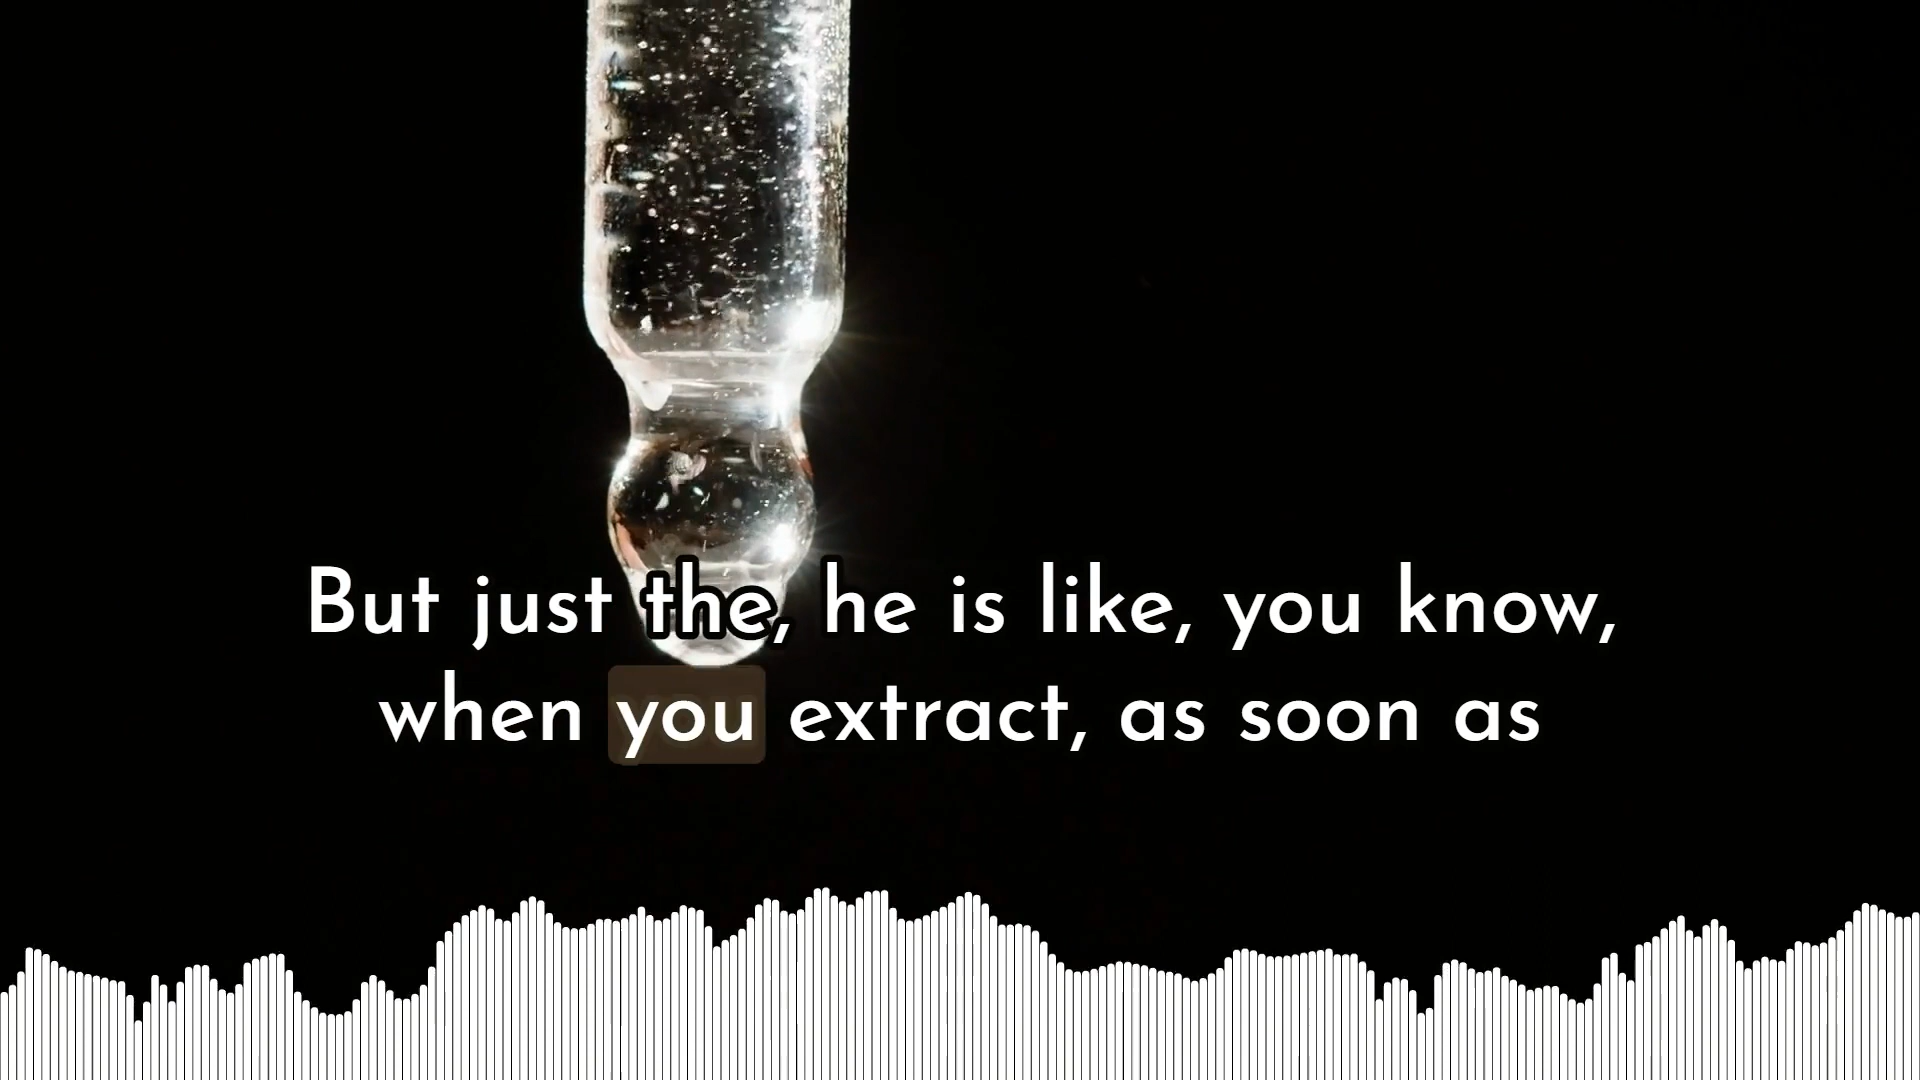 But just the, he is like, you know,
when you extract, as soon as